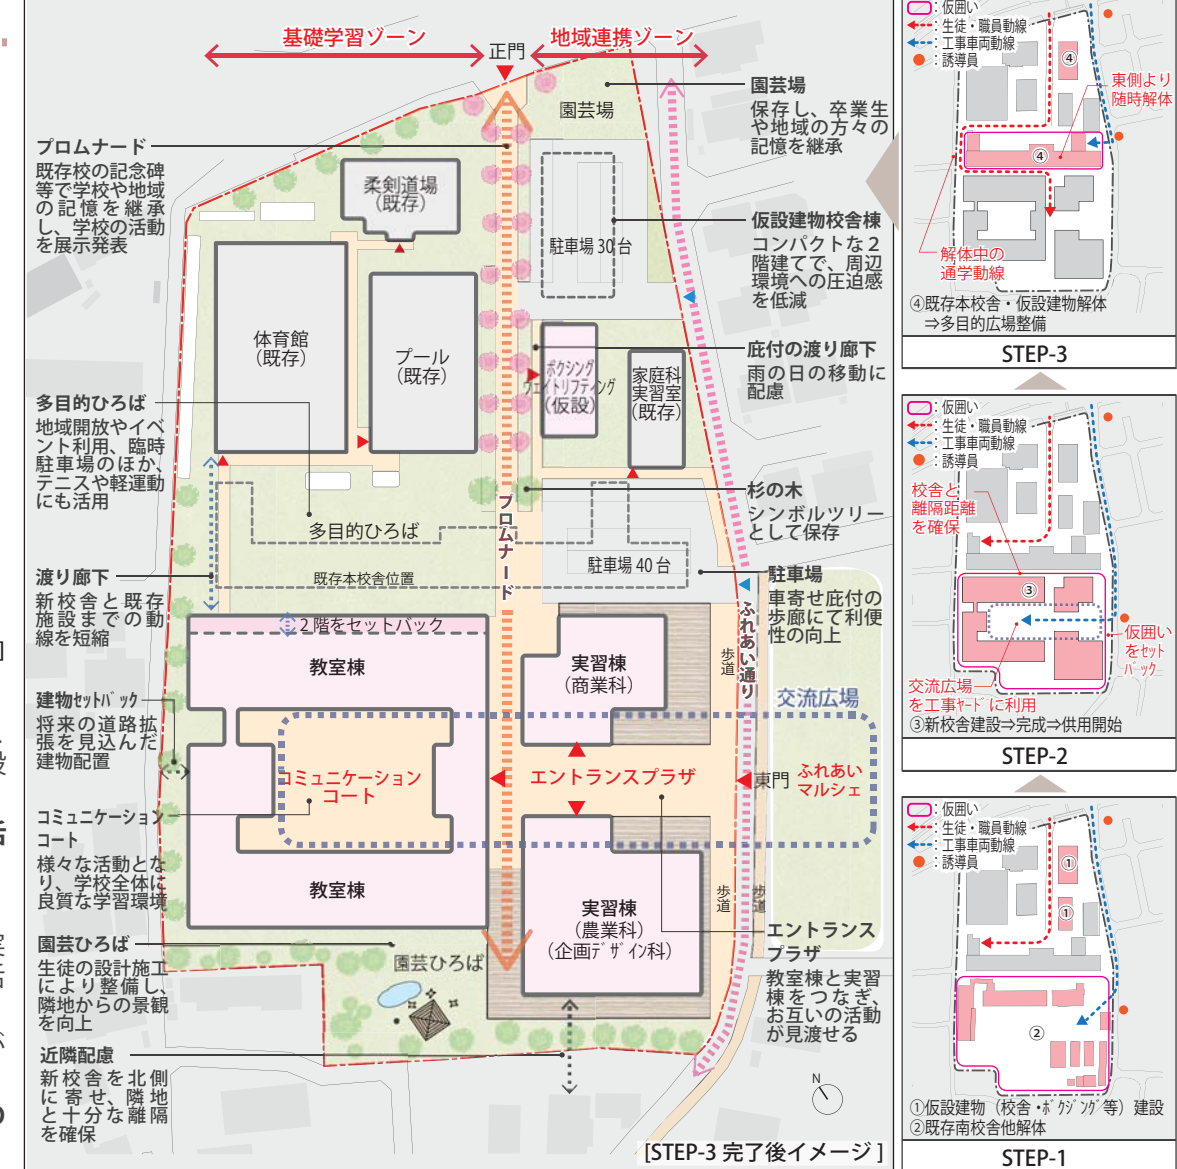 基礎学習ゾーン
地域連携ゾーン
正門
園芸場
プロムナード
既存校の記念碑
等で学校や地域
の記憶を継承
し、学校の活動
を展示発表
多目的ひろば
地域開放やイベ
ント利用、臨時
駐車場のほか、
テニスや軽運動
にも活用
渡り廊下
新校舎と既存
施設までの動
線を短縮
建物セットバック
将来の道路拡
張を見込んだ
建物配置
コミュニケーション
コート
様々な活動とな
り、学校全体に
良質な学習環境
園芸ひろば
生徒の設計施工
により整備し、
隣地からの景観
を向上
近隣配慮
新校舎を北側
に寄せ、隣地
と十分な離隔
を確保
柔剣道場
(既存)
体育館
(既存)
プール
(既存)
駐車場30台
ボクシング
ウェイトリフティング
(仮設)
家庭科
実習室
(既存)
プロムナード
多目的ひろば
既存本校舎位置
駐車場40台
2階をセットバック
教室棟
実習棟
(商業科)
歩道
ふれあい通り
交流広場
コミュニケーション
コート
エントランスプラザ
東門
ふれあい
マルシェ
教室棟
実習棟
(農業科)
(企画デザイン科)
歩道
歩道
園芸ひろば
園芸場
保存し、卒業生
や地域の方々の
記憶を継承
仮設建物校舎棟
コンパクトな2
階建てで、周辺
環境への圧迫感
を低減
庇付の渡り廊下
雨の日の移動に
配慮
杉の木
シンボルツリー
として保存
駐車場
車寄せ庇付の
歩廊にて利便
性の向上
エントランス
プラザ
教室棟と実習
棟をつなぎ、
お互いの活動
が見渡せる
N
[STEP-3 完了後イメージ]
:仮囲い
:生徒・職員動線
:工事車両動線
:誘導員
④
東側より
随時解体
④
解体中の
通学動線
④既存本校舎・仮設建物解体
⇒多目的広場整備
STEP-3
:仮囲い
:生徒・職員動線
:工事車両動線
:誘導員
校舎と
離隔距離
を確保
③
仮囲い
をセット
バック
交流広場
を工事ヤードに利用
③新校舎建設⇒完成⇒供用開始
STEP-2
:仮囲い
:生徒・職員動線
:工事車両動線
:誘導員
①
①
②
①仮設建物(校舎・ボクシング等)建設
②既存南校舎他解体
STEP-1